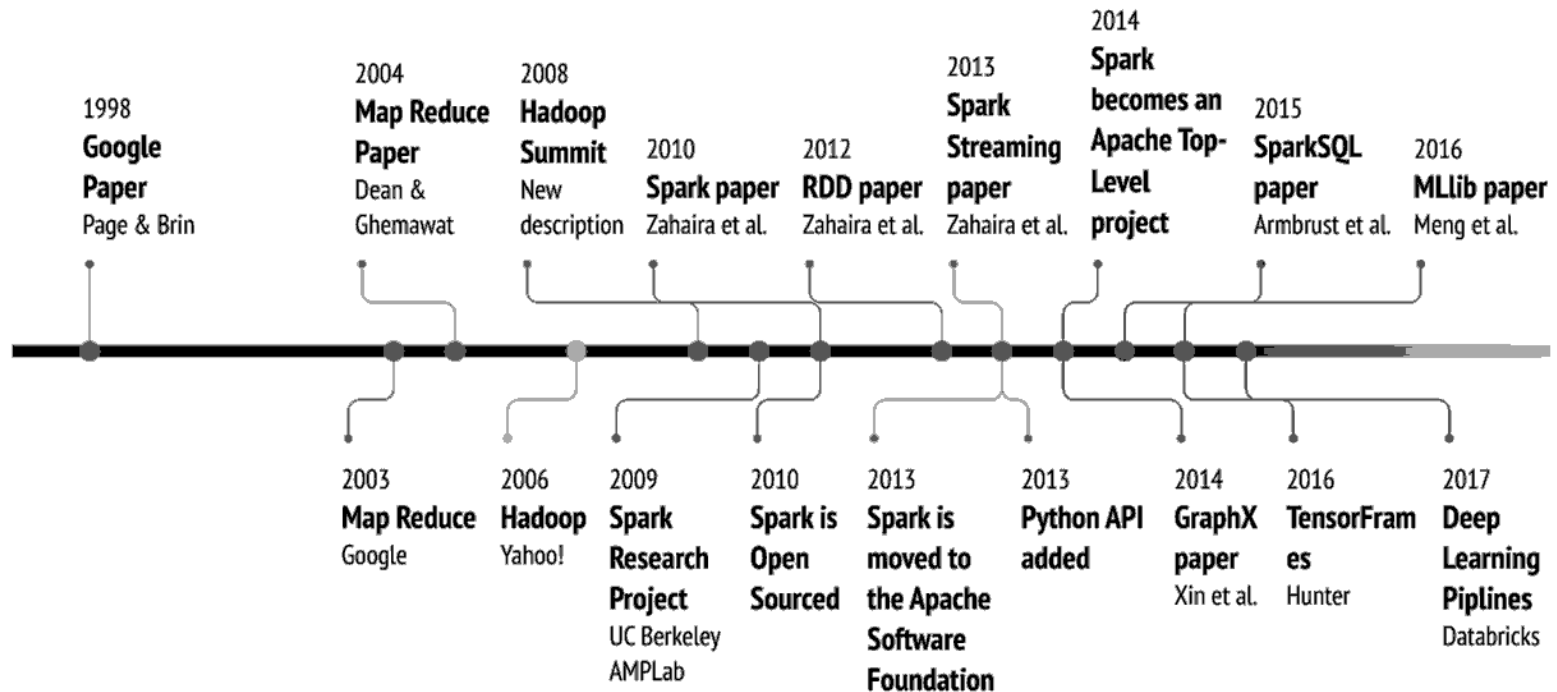 1998
Google
Paper
Page & Brin
2004
Map Reduce
Paper
Dean &
Ghemawat
2008
Hadoop
Summit
New
description
2010
Spark paper
Zahaira et al.
2012
RDD paper
Zahaira et al.
2013
Spark
Streaming
paper
Zahaira et al.
2014
Spark
becomes an
Apache Top-
Level
project
2015
SparkSQL
paper
Armbrust et al.
2016
MLlib paper
Meng et al.
2003
Map Reduce
Google
2006
Hadoop
Yahoo!
2009
Spark
Research
Project
UC Berkeley
AMPLab
2010
Spark is
Open
Sourced
2013
Spark is
moved to
the Apache
Software
Foundation
2013
Python API
added
2014
GraphX
paper
Xin et al.
2016
TensorFram
es
Hunter
2017
Deep
Learning
Piplines
Databricks